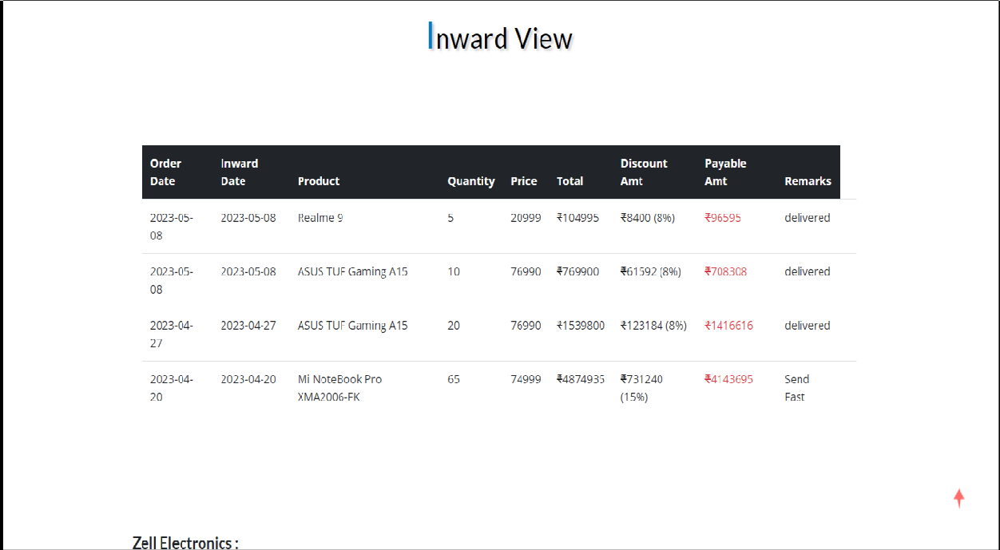 Inward View
Order Date Inward Date Product Quantity Price Total Discount Amt Payable Amt Remarks
2023-05-08 2023-05-08 Realme 9 5 20999 ₹104995 ₹8400 (8%) ₹96595 delivered
2023-05-08 2023-05-08 ASUS TUF Gaming A15 10 76990 ₹769900 ₹61592 (8%) ₹708308 delivered
2023-04-27 2023-04-27 ASUS TUF Gaming A15 20 76990 ₹1539800 ₹123184 (8%) ₹1416616 delivered
2023-04-20 2023-04-20 Mi NoteBook Pro XMA2006-FK 65 74999 ₹4874935 ₹731240 (15%) ₹4143695 Send Fast
Zell Electronics :